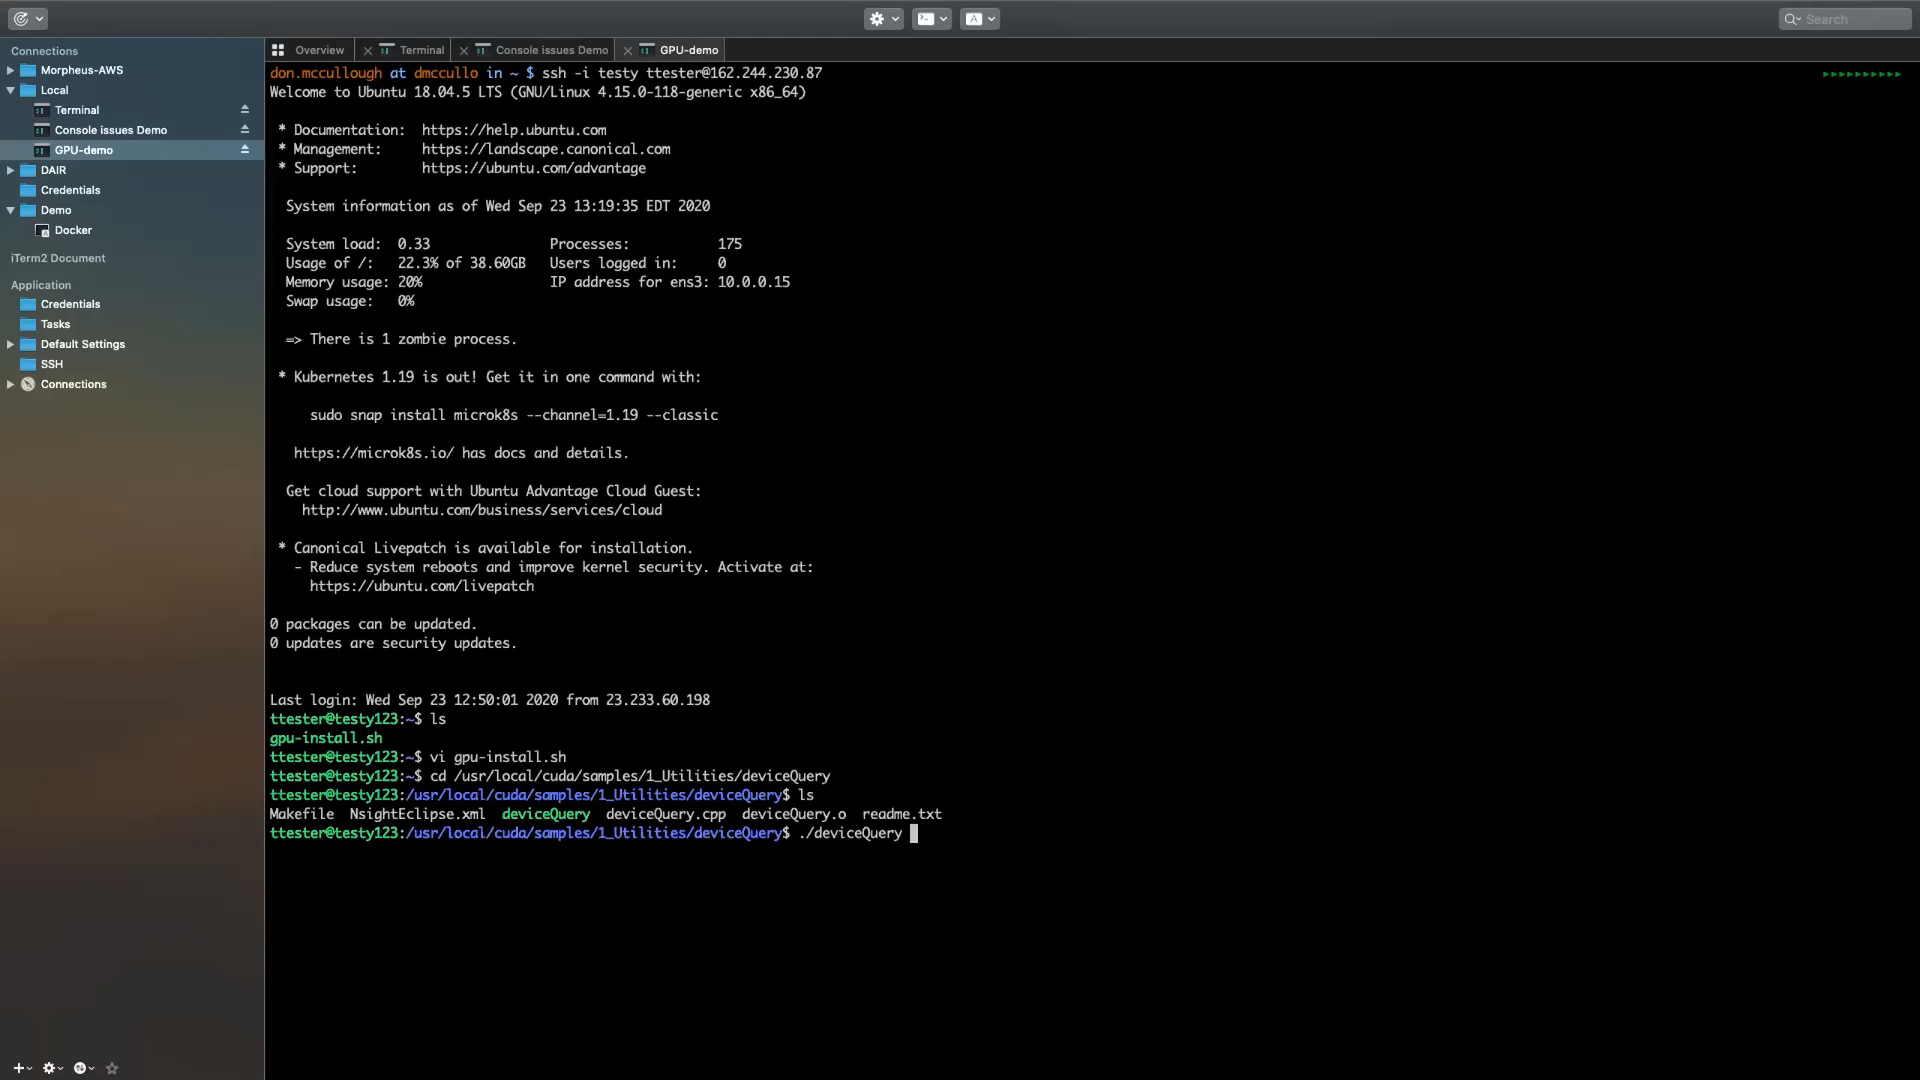 Search
Connections
Morpheus-AWS
Local
Terminal
Console issues Demo
GPU-demo
DAIR
Credentials
Demo
Docker
iTerm2 Document
Application
Credentials
Tasks
Default Settings
SSH
Connections
Overview
Terminal
Console issues Demo
GPU-demo
don.mccullough at dmccullo in ~ $ ssh -i testy ttester@162.244.230.87
Welcome to Ubuntu 18.04.5 LTS (GNU/Linux 4.15.0-118-generic x86_64)
* Documentation: https://help.ubuntu.com
* Management: https://landscape.canonical.com
* Support: https://ubuntu.com/advantage
System information as of Wed Sep 23 13:19:35 EDT 2020
System load: 0.33 Processes: 175
Usage of /: 22.3% of 38.60GB Users logged in: 0
Memory usage: 20% IP address for ens3: 10.0.0.15
Swap usage: 0%
=> There is 1 zombie process.
* Kubernetes 1.19 is out! Get it in one command with:
sudo snap install microk8s --channel=1.19 --classic
https://microk8s.io/ has docs and details.
Get cloud support with Ubuntu Advantage Cloud Guest:
http://www.ubuntu.com/business/services/cloud
* Canonical Livepatch is available for installation.
- Reduce system reboots and improve kernel security. Activate at:
https://ubuntu.com/livepatch
0 packages can be updated.
0 updates are security updates.
Last login: Wed Sep 23 12:50:01 2020 from 23.233.60.198
ttester@testy123:~$ ls
gpu-install.sh
ttester@testy123:~$ vi gpu-install.sh
ttester@testy123:~$ cd /usr/local/cuda/samples/1_Utilities/deviceQuery
ttester@testy123:/usr/local/cuda/samples/1_Utilities/deviceQuery$ ls
Makefile NsightEclipse.xml deviceQuery deviceQuery.cpp deviceQuery.o readme.txt
ttester@testy123:/usr/local/cuda/samples/1_Utilities/deviceQuery$ ./deviceQuery